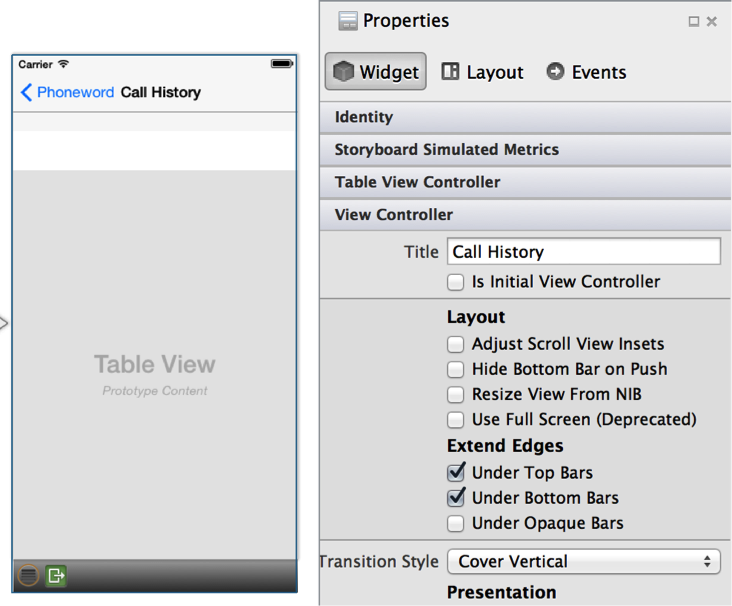 Carrier
Phoneword Call History
Table View
Prototype Content
Properties
Widget Layout Events
Identity
Storyboard Simulated Metrics
Table View Controller
View Controller
Title Call History
Is Initial View Controller
Layout
Adjust Scroll View Insets
Hide Bottom Bar on Push
Resize View From NIB
Use Full Screen (Deprecated)
Extend Edges
Under Top Bars
Under Bottom Bars
Under Opaque Bars
Transition Style Cover Vertical
Presentation